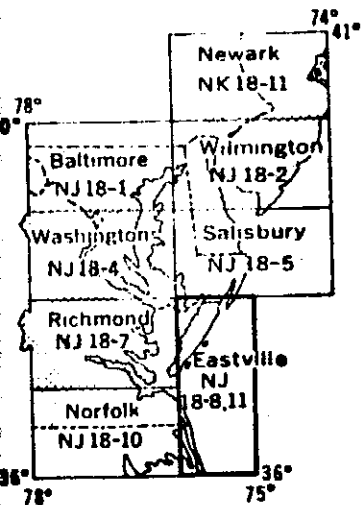 74°
41°
Newark
NK 18-11
78°
0°
Baltimore
NJ 18-1
Wilmington
NJ 18-2
Washington
NJ 18-4
Salisbury
NJ 18-5
Richmond
NJ 18-7
Eastville
NJ
18-8,11
Norfolk
NJ 18-10
36°
36°
78°
75°